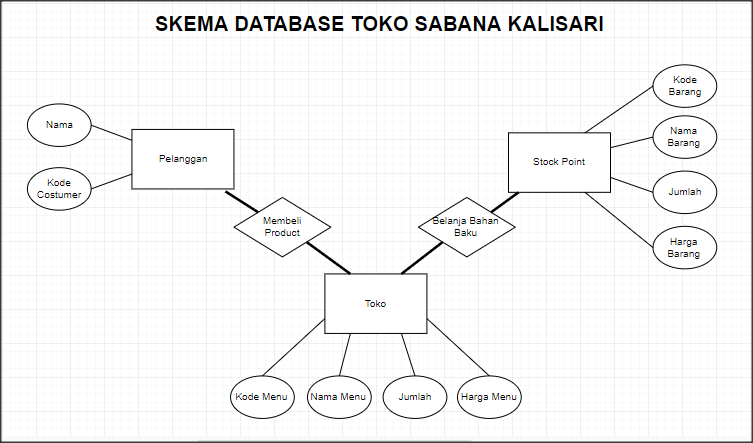 SKEMA DATABASE TOKO SABANA KALISARI
Nama
Kode
Costumer
Pelanggan
Membeli
Product
Belanja Bahan
Baku
Stock Point
Kode
Barang
Nama
Barang
Jumlah
Harga
Barang
Toko
Kode Menu
Nama Menu
Jumlah
Harga Menu